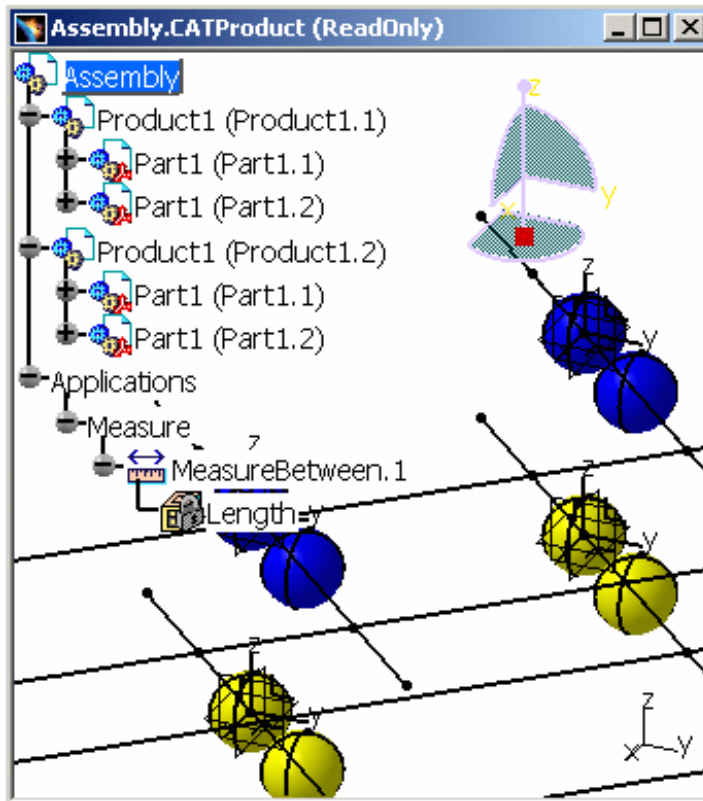 Assembly.CATProduct (ReadOnly)
Assembly
Product1 (Product1.1)
Part1 (Part1.1)
Part1 (Part1.2)
Product1 (Product1.2)
Part1 (Part1.1)
Part1 (Part1.2)
Applications
Measure
MeasureBetween.1
Length
z
y
x
z
y
z
y
z
y
z
y
z
x
y